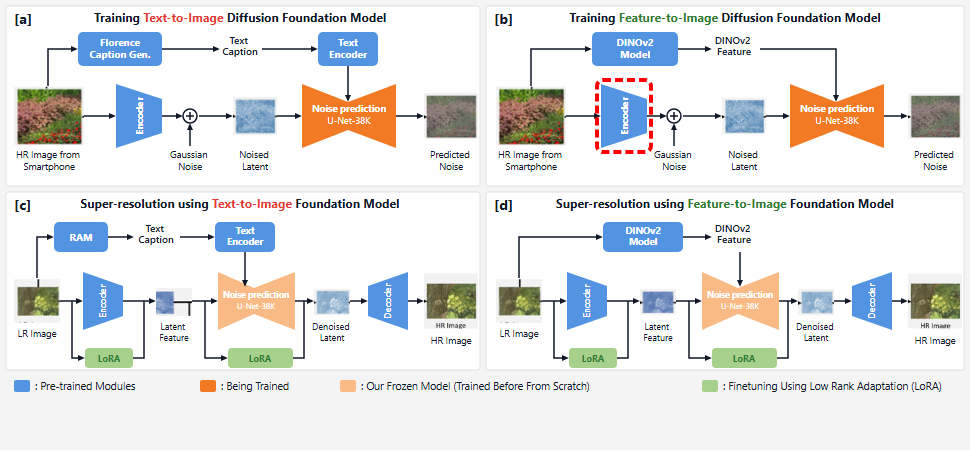 [a] Training Text-to-Image Diffusion Foundation Model
Florence
Caption Gen.
Text
Caption
Text
Encoder
HR Image from
Smartphone
Encoder
Gaussian
Noise
Noised
Latent
Noise prediction
U-Net-38K
Predicted
Noise
[b] Training Feature-to-Image Diffusion Foundation Model
DINOv2
Model
DINOv2
Feature
HR Image from
Smartphone
Encoder
Gaussian
Noise
Noised
Latent
Noise prediction
U-Net-38K
Predicted
Noise
[c] Super-resolution using Text-to-Image Foundation Model
RAM
Text
Caption
Text
Encoder
LR Image
Encoder
Latent
Feature
Noise prediction
U-Net-38K
Denoised
Latent
Decoder
HR Image
HR Image
LoRA
LoRA
[d] Super-resolution using Feature-to-Image Foundation Model
DINOv2
Model
DINOv2
Feature
LR Image
Encoder
Latent
Feature
Noise prediction
U-Net-38K
Denoised
Latent
Decoder
HR Image
HR Image
LoRA
LoRA
: Pre-trained Modules
: Being Trained
: Our Frozen Model (Trained Before From Scratch)
: Finetuning Using Low Rank Adaptation (LoRA)